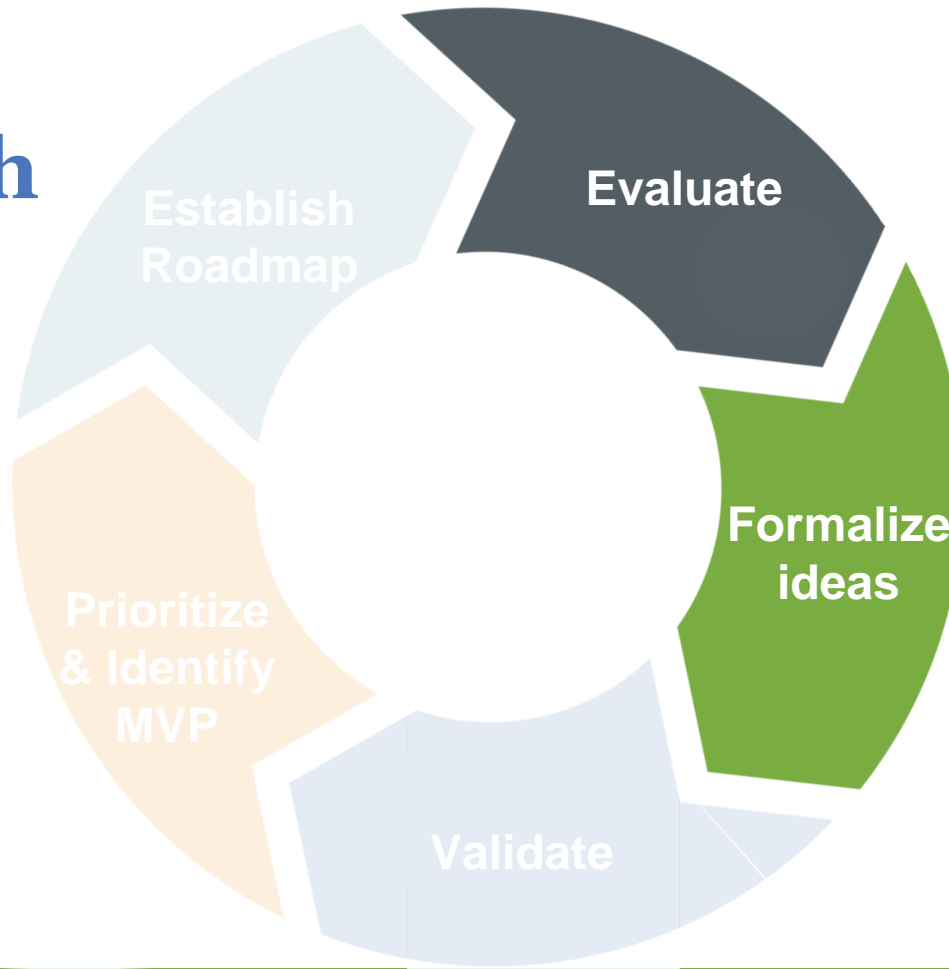 h
Evaluate
Establish
Roadmap
Formalize
ideas
Prioritize
& Identify
MVP
Validate